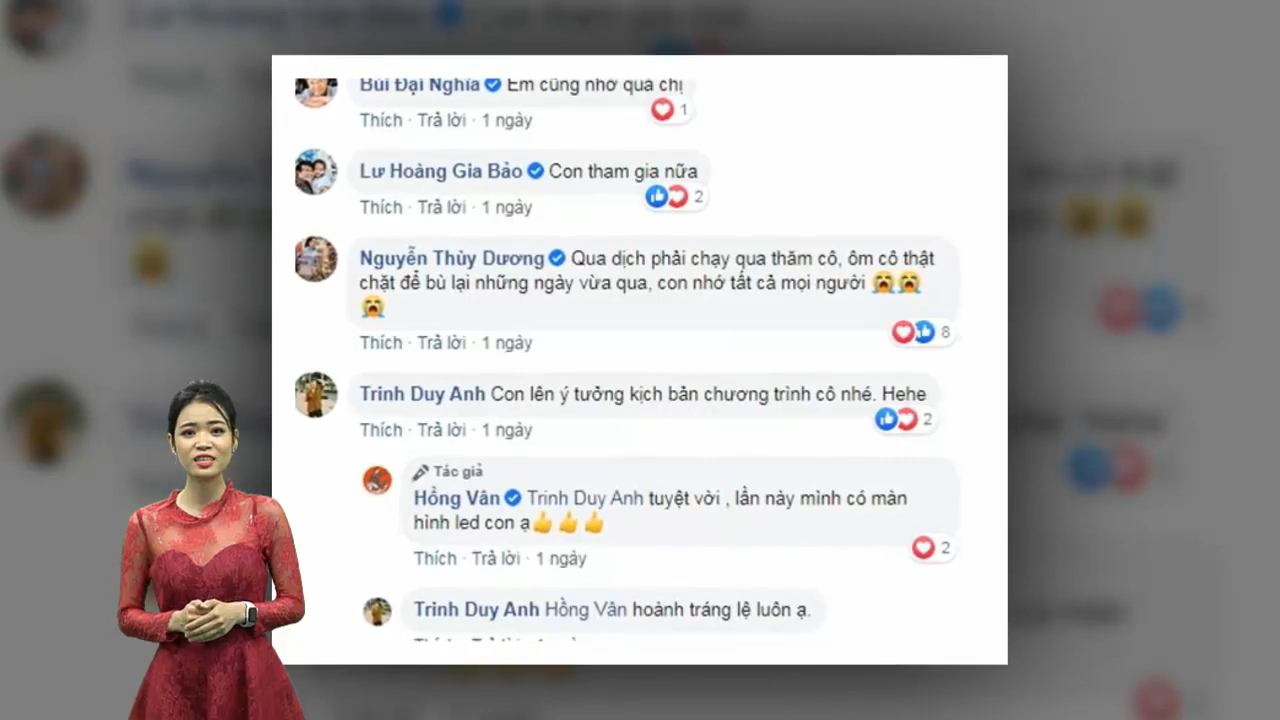 Bùi Đại Nghĩa Em cũng nhớ quá chị
1
Thích · Trả lời · 1 ngày
Lư Hoàng Gia Bảo Con tham gia nữa
2
Thích · Trả lời · 1 ngày
Nguyễn Thùy Dương Qua dịch phải chạy qua thăm cô, ôm cô thật
chặt để bù lại những ngày vừa qua, con nhớ tất cả mọi người 😭😭
😭
8
Thích · Trả lời · 1 ngày
Trinh Duy Anh Con lên ý tưởng kịch bản chương trình cô nhé. Hehe
2
Thích · Trả lời · 1 ngày
Tác giả
Hồng Vân Trinh Duy Anh tuyệt vời , lần này mình có màn
hình led con ạ👍👍👍
2
Thích · Trả lời · 1 ngày
Trinh Duy Anh Hồng Vân hoành tráng lệ luôn ạ.